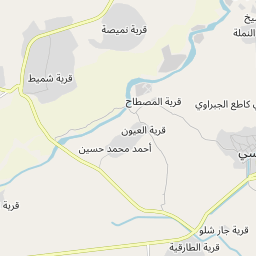 خ
النملة
قرية نميصة
قرية شميط
قرية المصطاح
ي كاطع الجبراوي
قرية العيون
أحمد محمد حسين
سي
قرية
قرية جار شلو
قرية الطارقية